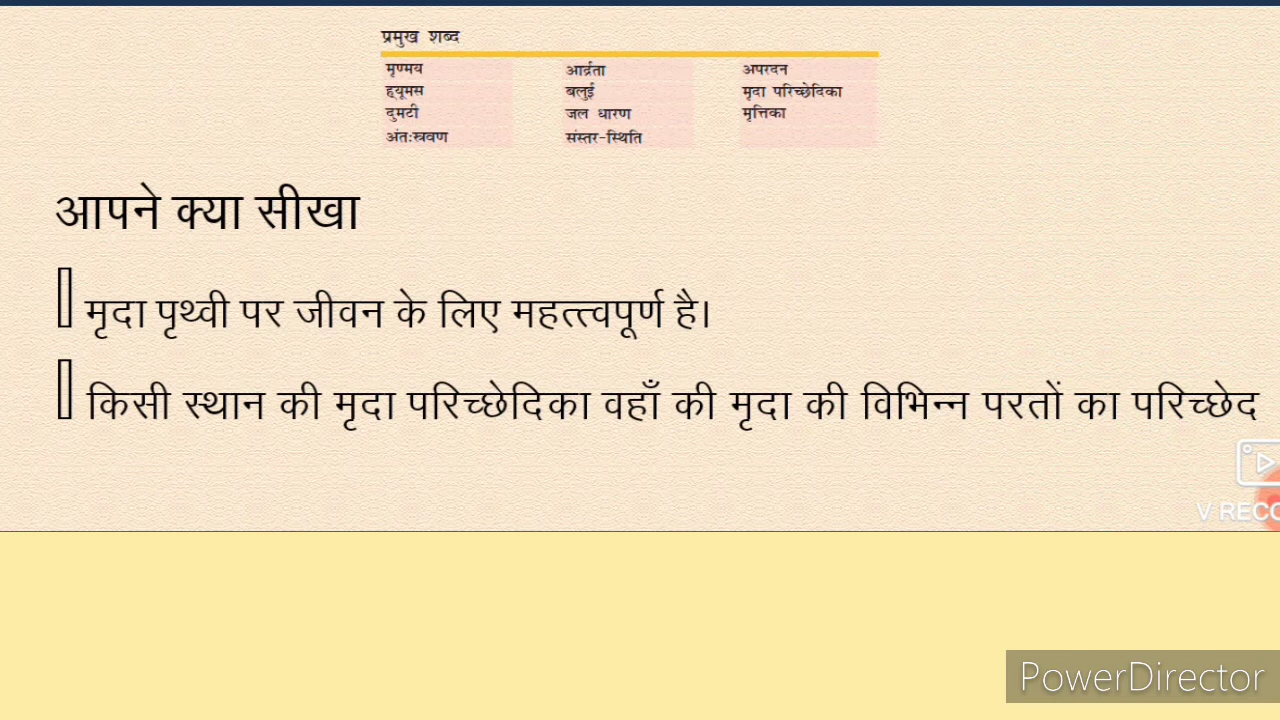 प्रमुख शब्द
मृण्मय आर्द्रता अपरदन
ह्यूमस बलुई मृदा परिच्छेदिका
दुमटी जल धारण मृत्तिका
अंतःस्त्रवण संस्तर-स्थिति
आपने क्या सीखा
मृदा पृथ्वी पर जीवन के लिए महत्त्वपूर्ण है।
किसी स्थान की मृदा परिच्छेदिका वहाँ की मृदा की विभिन्न परतों का परिच्छेद
V RECO
PowerDirector